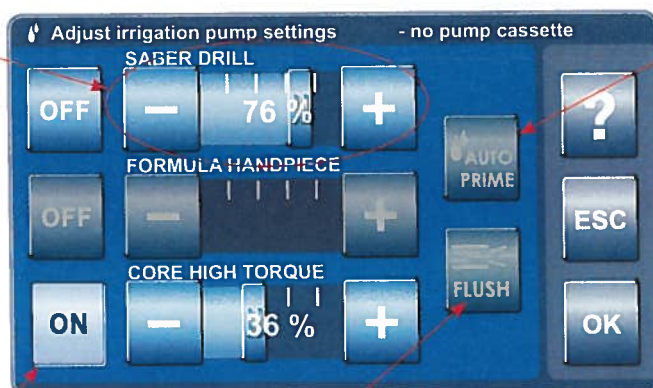 Adjust irrigation pump settings - no pump cassette
SABER DRILL
OFF - 76 % +
AUTO PRIME
?
FORMULA HANDPIECE
OFF - +
ESC
FLUSH
CORE HIGH TORQUE
ON - 36 % +
OK